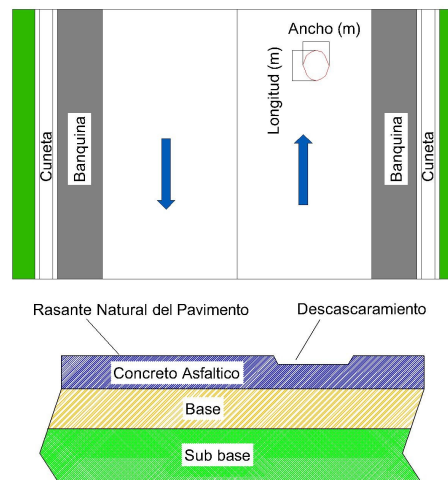 Ancho (m)
Longitud (m)
Cuneta
Banquina
Banquina
Cuneta
Rasante Natural del Pavimento
Descascaramiento
Concreto Asfaltico
Base
Sub base